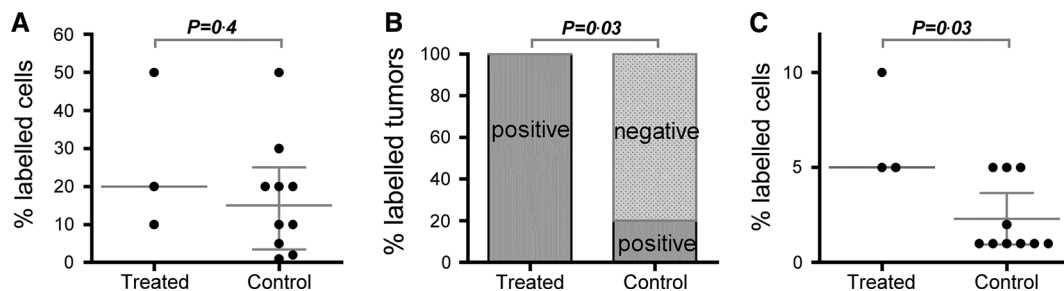 A
P=0·4
% labelled cells
60
50
40
30
20
10
0
Treated
Control
B
P=0·03
% labelled tumors
100
80
60
40
20
0
positive
negative
positive
Treated
Control
C
P=0·03
% labelled cells
10
5
0
Treated
Control